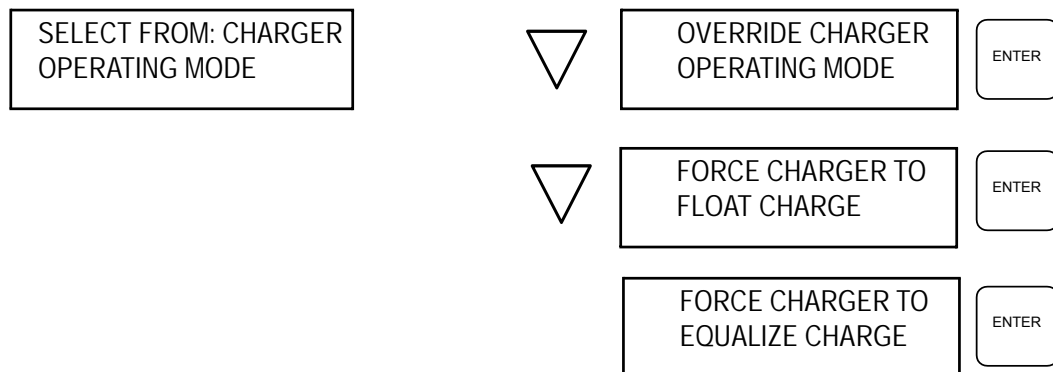 SELECT FROM: CHARGER
OPERATING MODE
OVERRIDE CHARGER
OPERATING MODE
ENTER
FORCE CHARGER TO
FLOAT CHARGE
ENTER
FORCE CHARGER TO
EQUALIZE CHARGE
ENTER